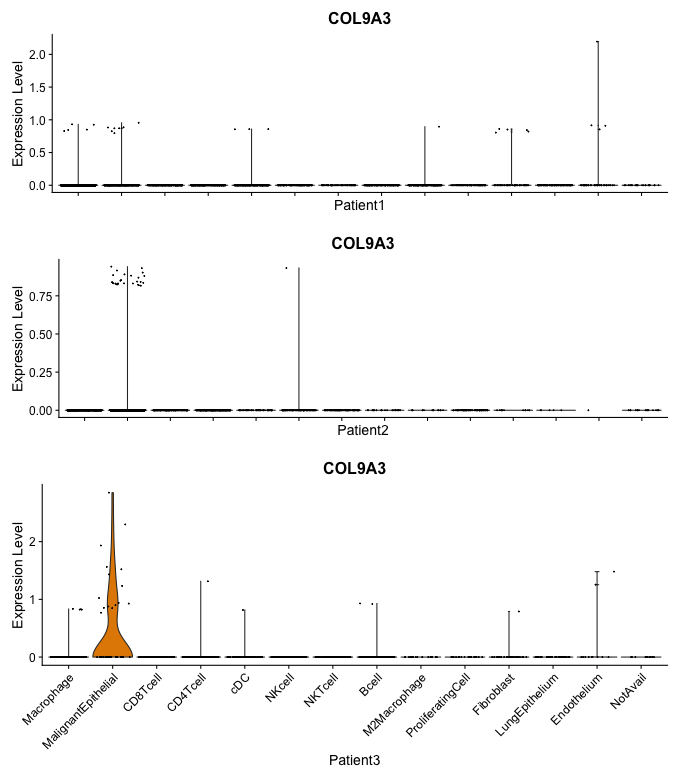 COL9A3
Expression Level
2.0
1.5
1.0
0.5
0.0
Patient1
COL9A3
Expression Level
0.75
0.50
0.25
0.00
Patient2
COL9A3
Expression Level
2
1
0
Macrophage
MalignantEpithelial
CD8Tcell
CD4Tcell
cDC
NKcell
NKTcell
Bcell
M2Macrophage
ProliferatingCell
Fibroblast
LungEpithelium
Endothelium
NotAvail
Patient3